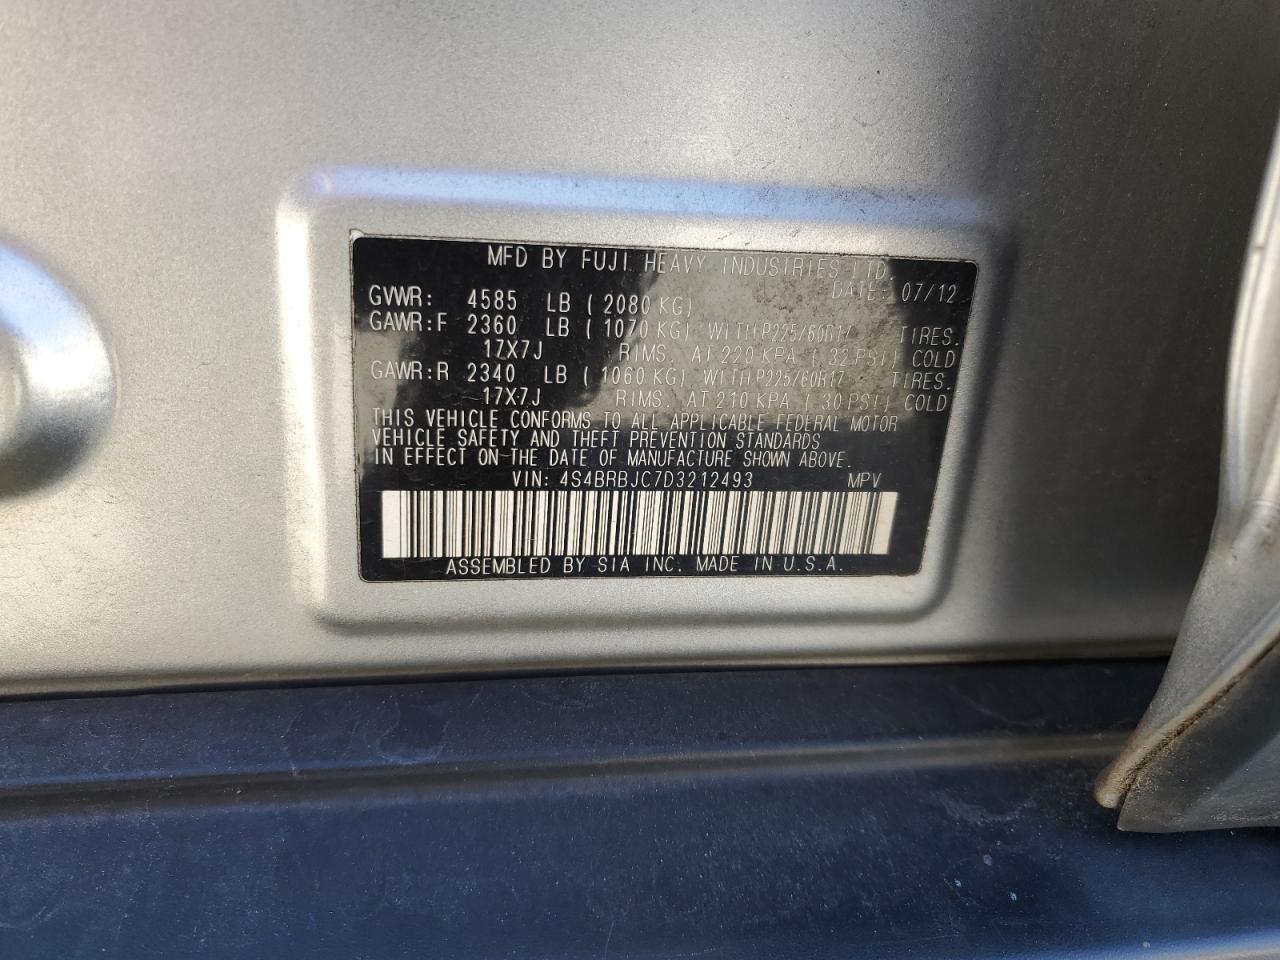 MFD BY FUJI HEAVY INDUSTRIES LTD.
DATE: 07/12
GVWR: 4585 LB ( 2080 KG)
GAWR:F 2360 LB ( 1070 KG) WITH P225/60R17 TIRES.
17X7J RIMS. AT 220 KPA ( 32 PSI) COLD
GAWR:R 2340 LB ( 1060 KG) WITH P225/60R17 TIRES.
17X7J RIMS. AT 210 KPA ( 30 PSI) COLD
THIS VEHICLE CONFORMS TO ALL APPLICABLE FEDERAL MOTOR
VEHICLE SAFETY AND THEFT PREVENTION STANDARDS
IN EFFECT ON THE DATE OF MANUFACTURE SHOWN ABOVE.
VIN: 4S4BRBJC7D3212493 MPV
ASSEMBLED BY SIA INC. MADE IN U.S.A.